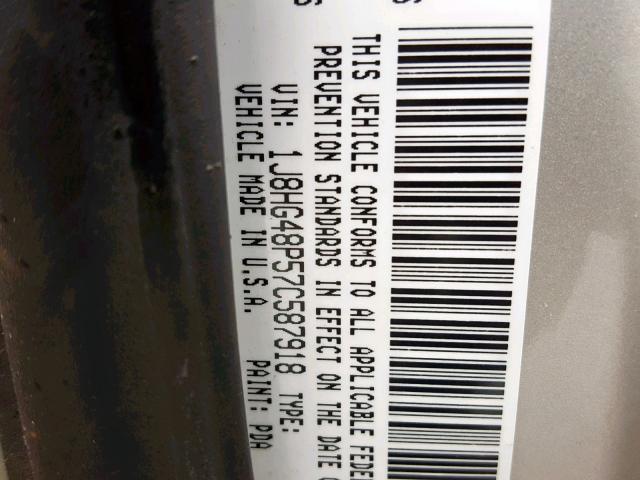 THIS VEHICLE CONFORMS TO ALL APPLICABLE FEDE
PREVENTION STANDARDS IN EFFECT ON THE DATE
VIN: 1J8HG48P57C587918 TYPE:
VEHICLE MADE IN U.S.A. PAINT: PDA